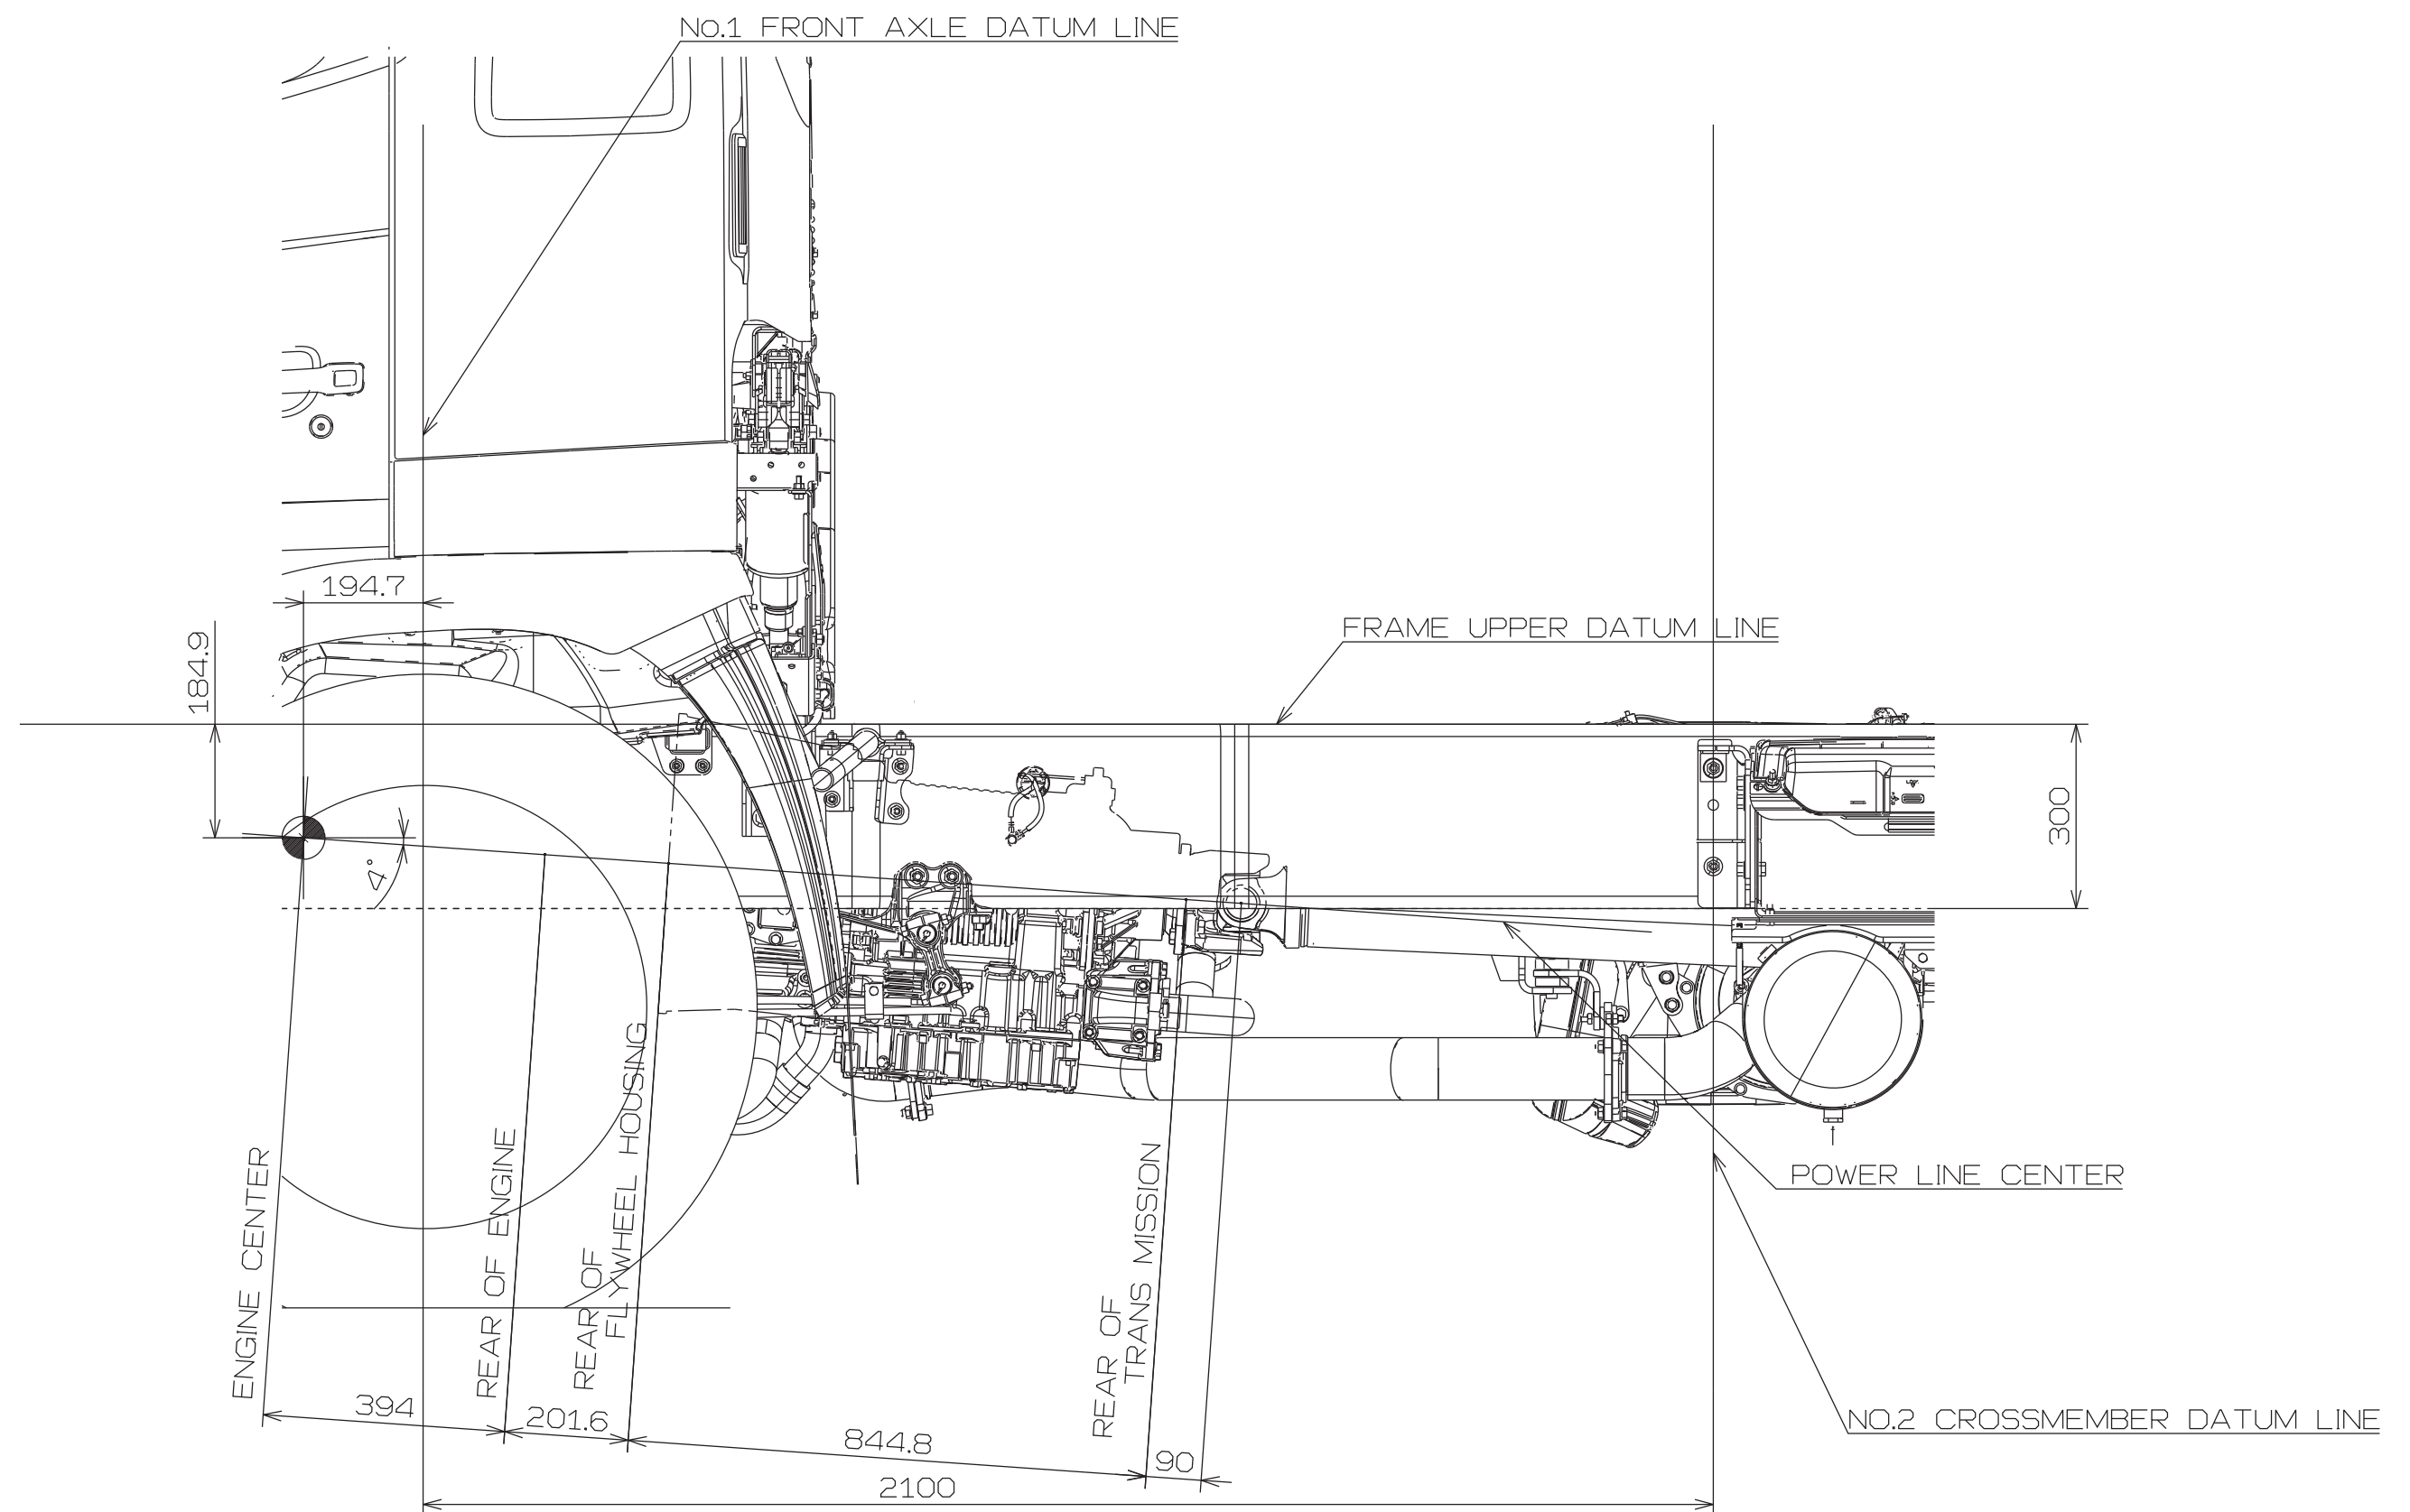 No.1 FRONT AXLE DATUM LINE
194.7
184.9
FRAME UPPER DATUM LINE
300
4°
POWER LINE CENTER
ENGINE CENTER
REAR OF ENGINE
REAR OF
FLYWHEEL HOUSING
REAR OF
TRANS MISSION
394
201.6
844.8
90
NO.2 CROSSMEMBER DATUM LINE
2100